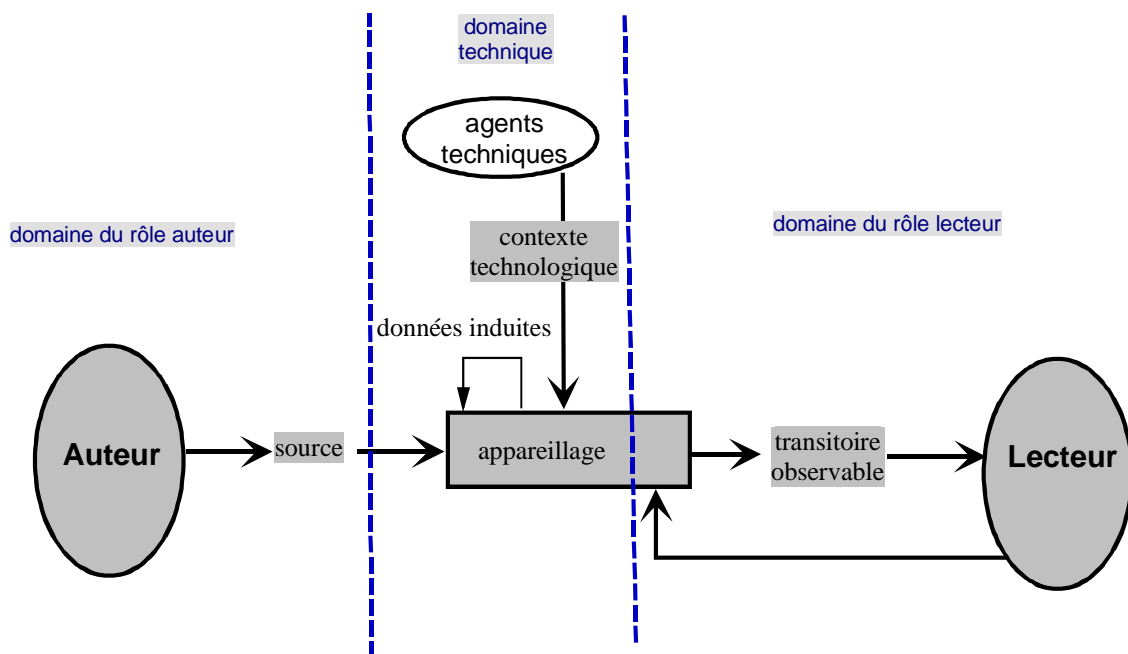 domaine
technique
agents
techniques
domaine du rôle auteur
domaine du rôle lecteur
contexte
technologique
données induites
Auteur
source
appareillage
transitoire
observable
Lecteur